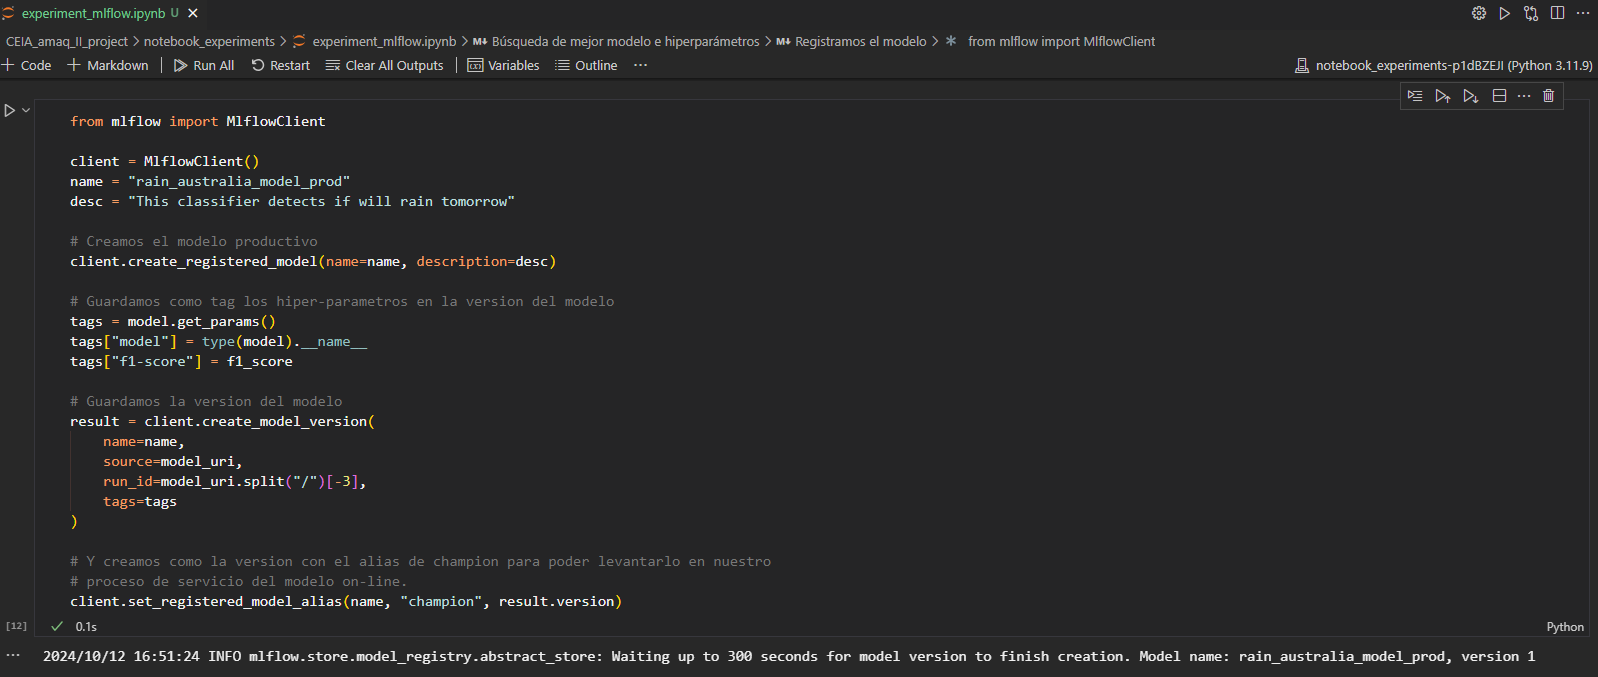 experiment_mlflow.ipynb U
CEIA_amaq_II_project > notebook_experiments > experiment_mlflow.ipynb > M↓ Búsqueda de mejor modelo e hiperparámetros > M↓ Registramos el modelo > from mlflow import MlflowClient
+ Code + Markdown | Run All Restart Clear All Outputs | Variables Outline ... notebook_experiments-p1dBZEJI (Python 3.11.9)
from mlflow import MlflowClient
client = MlflowClient()
name = "rain_australia_model_prod"
desc = "This classifier detects if will rain tomorrow"
# Creamos el modelo productivo
client.create_registered_model(name=name, description=desc)
# Guardamos como tag los hiper-parametros en la version del modelo
tags = model.get_params()
tags["model"] = type(model).__name__
tags["f1-score"] = f1_score
# Guardamos la version del modelo
result = client.create_model_version(
    name=name,
    source=model_uri,
    run_id=model_uri.split("/")[-3],
    tags=tags
)
# Y creamos como la version con el alias de champion para poder levantarlo en nuestro
# proceso de servicio del modelo on-line.
client.set_registered_model_alias(name, "champion", result.version)
[12] 0.1s Python
... 2024/10/12 16:51:24 INFO mlflow.store.model_registry.abstract_store: Waiting up to 300 seconds for model version to finish creation. Model name: rain_australia_model_prod, version 1